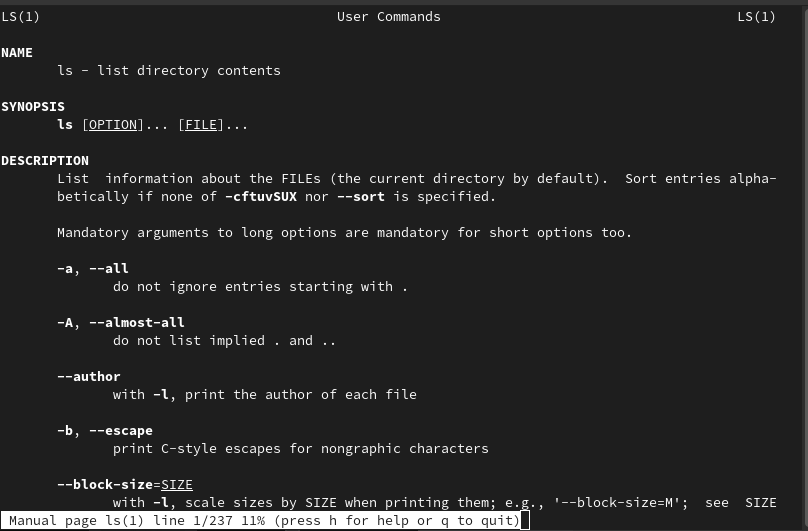 LS(1) User Commands LS(1)
NAME
ls - list directory contents
SYNOPSIS
ls [OPTION]... [FILE]...
DESCRIPTION
List  information about the FILEs (the current directory by default).  Sort entries alpha-
betically if none of -cftuvSUX nor --sort is specified.
Mandatory arguments to long options are mandatory for short options too.
-a, --all
do not ignore entries starting with .
-A, --almost-all
do not list implied . and ..
--author
with -l, print the author of each file
-b, --escape
print C-style escapes for nongraphic characters
--block-size=SIZE
with -l, scale sizes by SIZE when printing them; e.g., '--block-size=M';  see  SIZE
Manual page ls(1) line 1/237 11% (press h for help or q to quit)